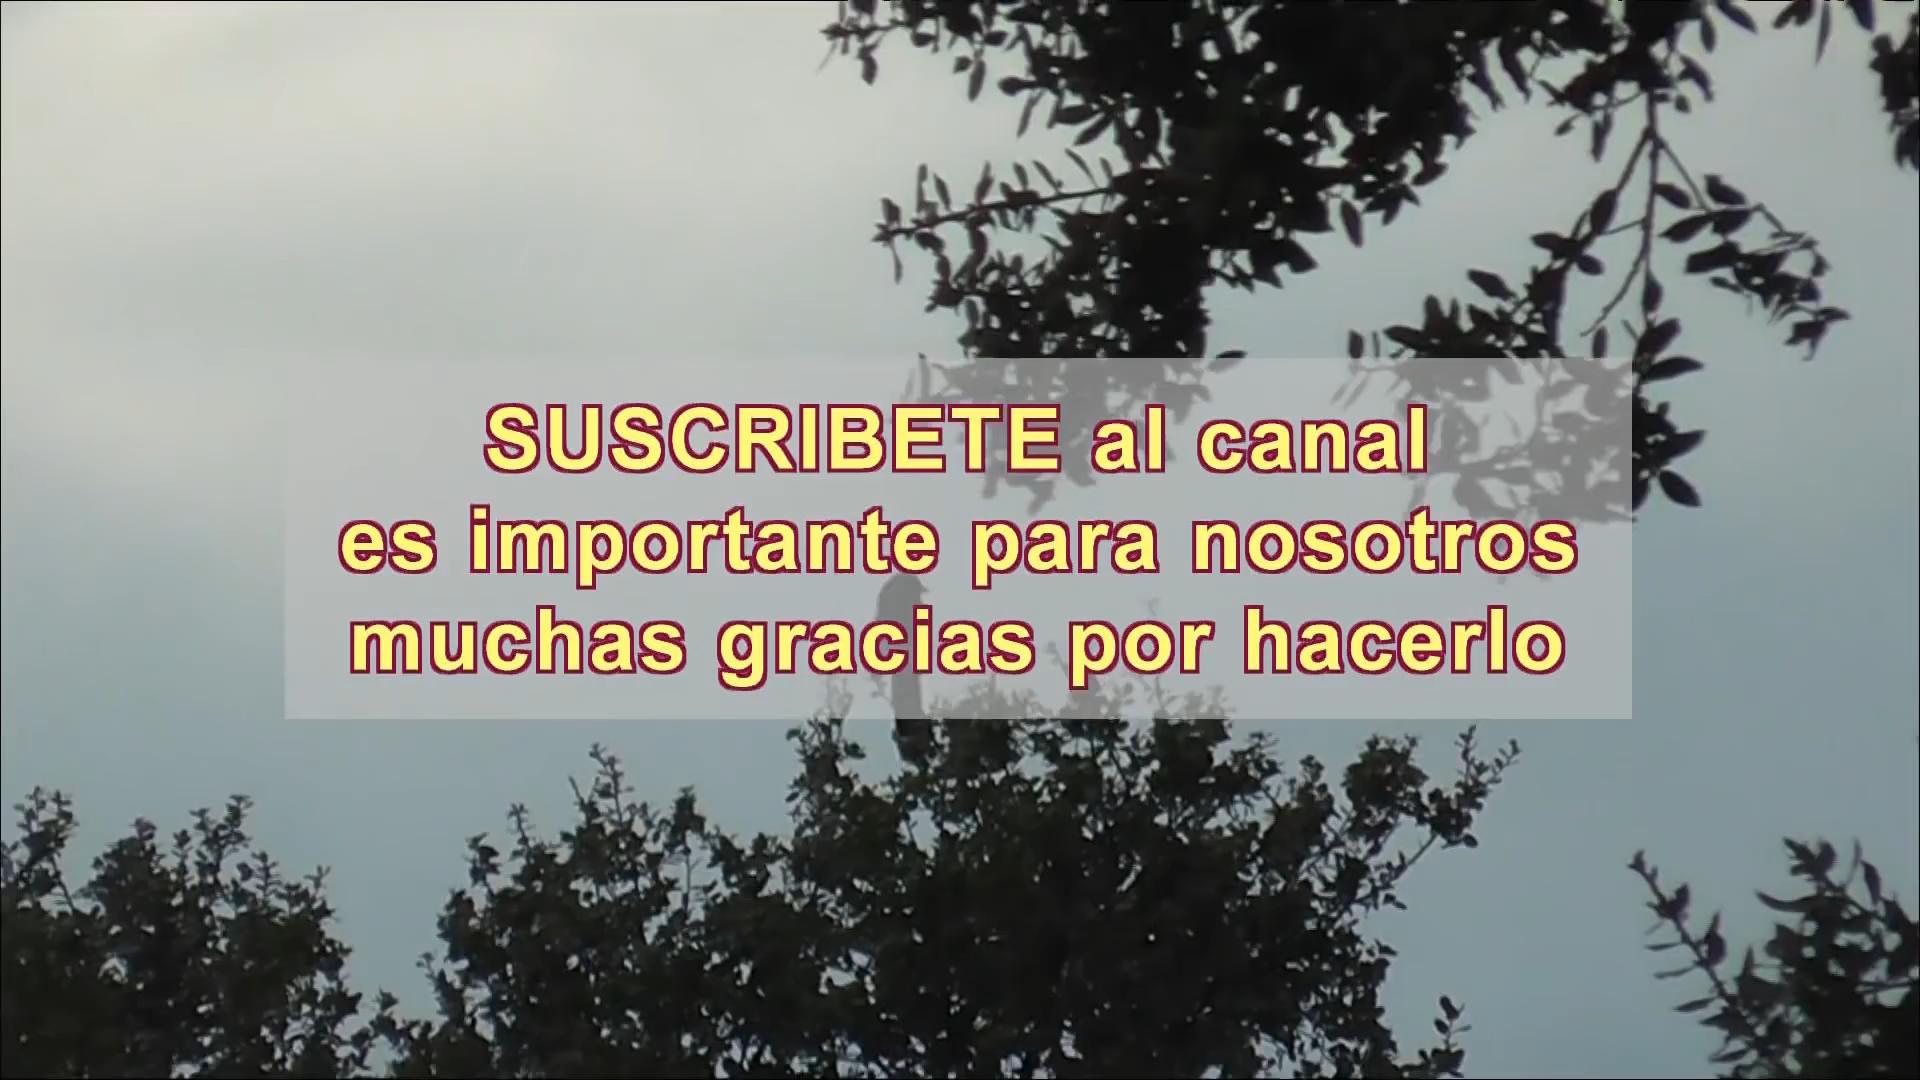 SUSCRIBETE al canal
es importante para nosotros
muchas gracias por hacerlo